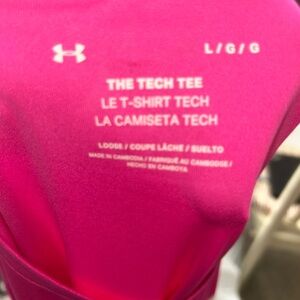 L / G / G
THE TECH TEE
LE T-SHIRT TECH
LA CAMISETA TECH
LOOSE / COUPE LÂCHE / SUELTO
MADE IN CAMBODIA / FABRIQUÉ AU CAMBODGE /
HECHO EN CAMBOYA